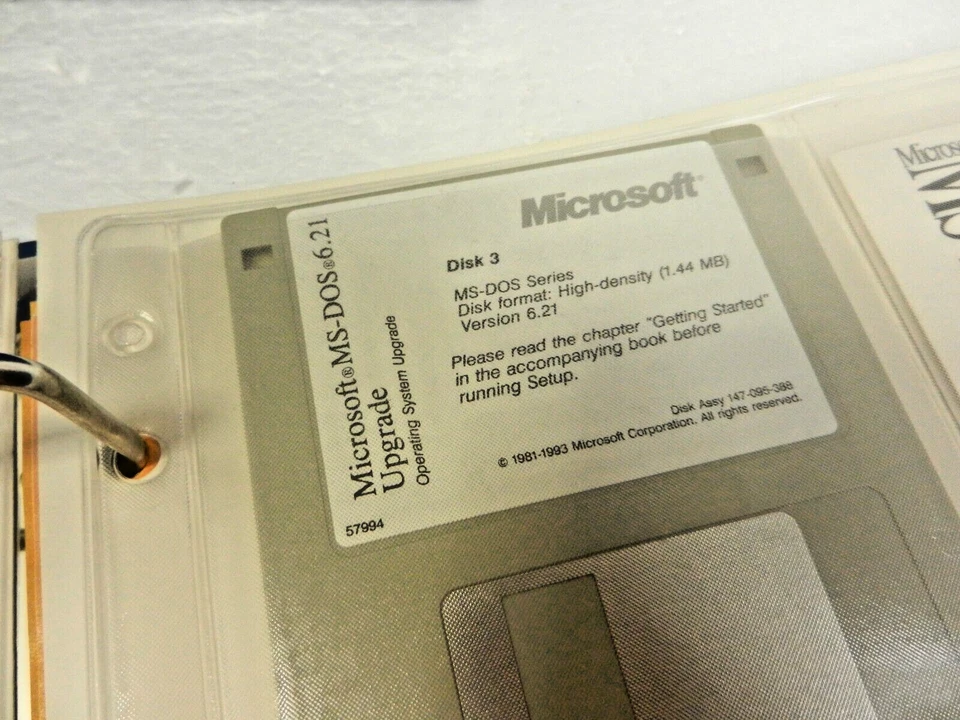 Microsoft®
Disk 3
MS-DOS Series
Disk format: High-density (1.44 MB)
Version 6.21
Please read the chapter "Getting Started"
in the accompanying book before
running Setup.
Disk Assy 147-095-388
© 1981-1993 Microsoft Corporation. All rights reserved.
Microsoft® MS-DOS® 6.21
Upgrade
Operating System Upgrade
57994